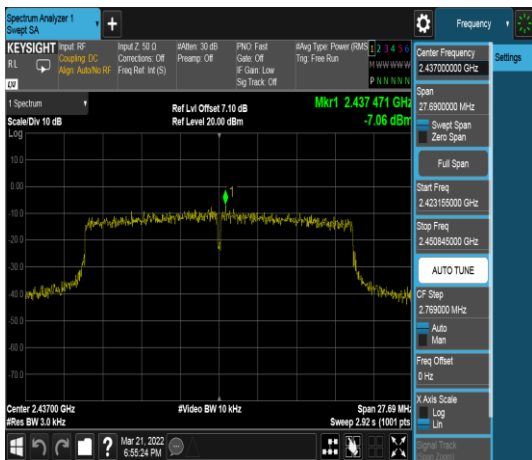 Spectrum Analyzer 1
Swept SA
+
Frequency
KEYSIGHT
Input: RF
Coupling: DC
Align: Auto/No RF
Input Z: 50 Ω
Corrections: Off
Freq Ref: Int (S)
#Atten: 30 dB
Preamp: Off
PNO: Fast
Gate: Off
IF Gain: Low
Sig Track: Off
#Avg Type: Power (RMS
Trig: Free Run
1 2 3 4 5 6
M W W W W W
P N N N N N
RL
LXI
1 Spectrum
Scale/Div 10 dB
Ref Lvl Offset 7.10 dB
Ref Level 20.00 dBm
Mkr1 2.437 471 GHz
-7.06 dBm
Log
10.0
0.00
-10.0
-20.0
-30.0
-40.0
-50.0
-60.0
-70.0
1
Center 2.43700 GHz
#Res BW 3.0 kHz
#Video BW 10 kHz
Span 27.69 MHz
Sweep 2.92 s (1001 pts)
?
Mar 21, 2022
6:55:24 PM
Center Frequency
2.437000000 GHz
Settings
Span
27.6900000 MHz
Swept Span
Zero Span
Full Span
Start Freq
2.423155000 GHz
Stop Freq
2.450845000 GHz
AUTO TUNE
CF Step
2.769000 MHz
Auto
Man
Freq Offset
0 Hz
X Axis Scale
Log
Lin
Signal Track
(Span Zoom)